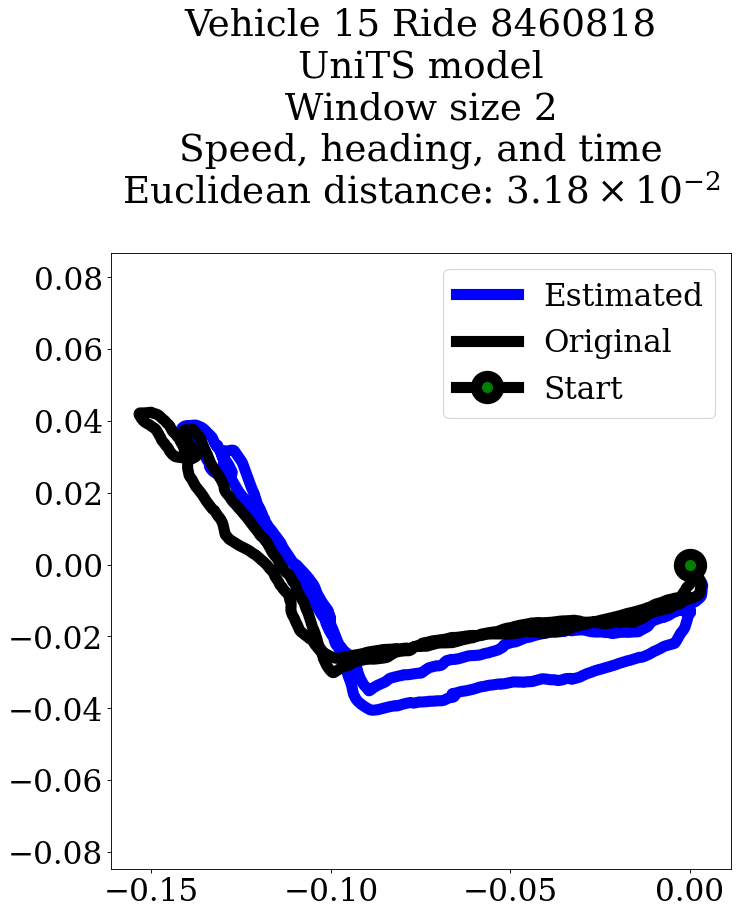 Vehicle 15 Ride 8460818
UniTS model
Window size 2
Speed, heading, and time
Euclidean distance: 3.18 × 10⁻²
Estimated
Original
Start
0.08
0.06
0.04
0.02
0.00
−0.02
−0.04
−0.06
−0.08
−0.15
−0.10
−0.05
0.00